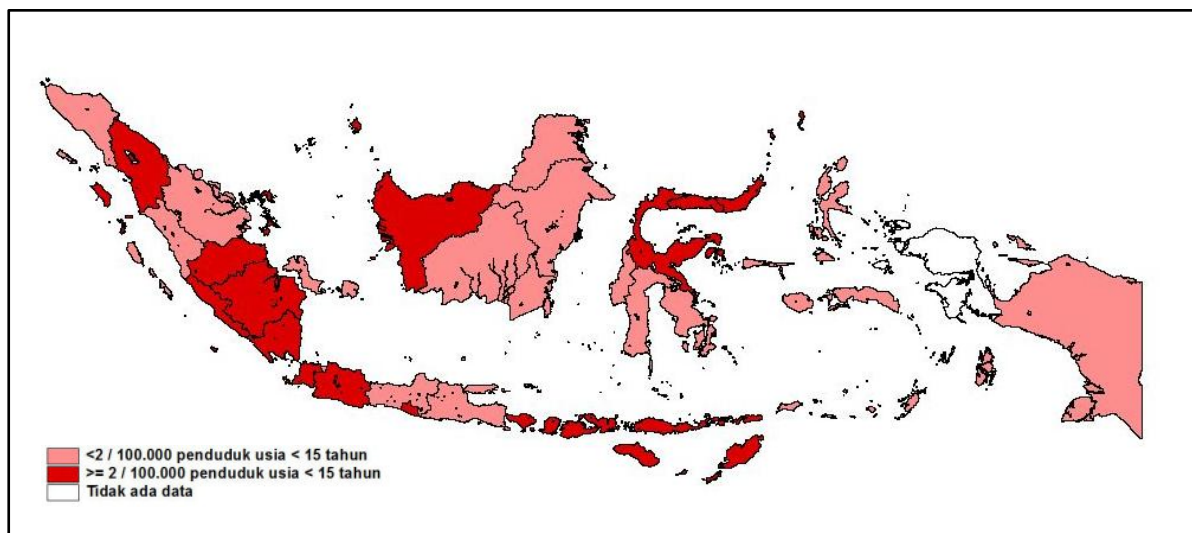 <2 / 100.000 penduduk usia < 15 tahun
>= 2 / 100.000 penduduk usia < 15 tahun
Tidak ada data